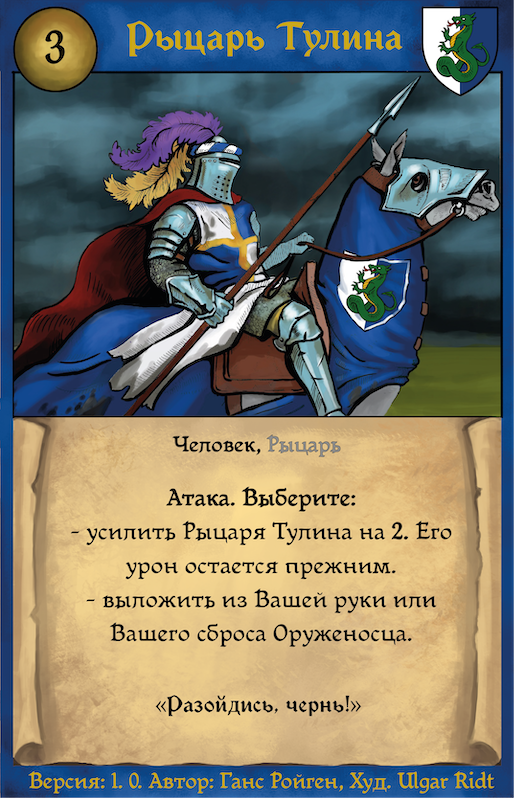 3
Рыцарь Тулина
Человек, Рыцарь
Атака. Выберите:
- усилить Рыцаря Тулина на 2. Его
урон остается прежним.
- выложить из Вашей руки или
Вашего сброса Оруженосца.
«Разойдись, чернь!»
Версия: 1. 0. Автор: Ганс Ройген, Худ. Ulgar Ridt